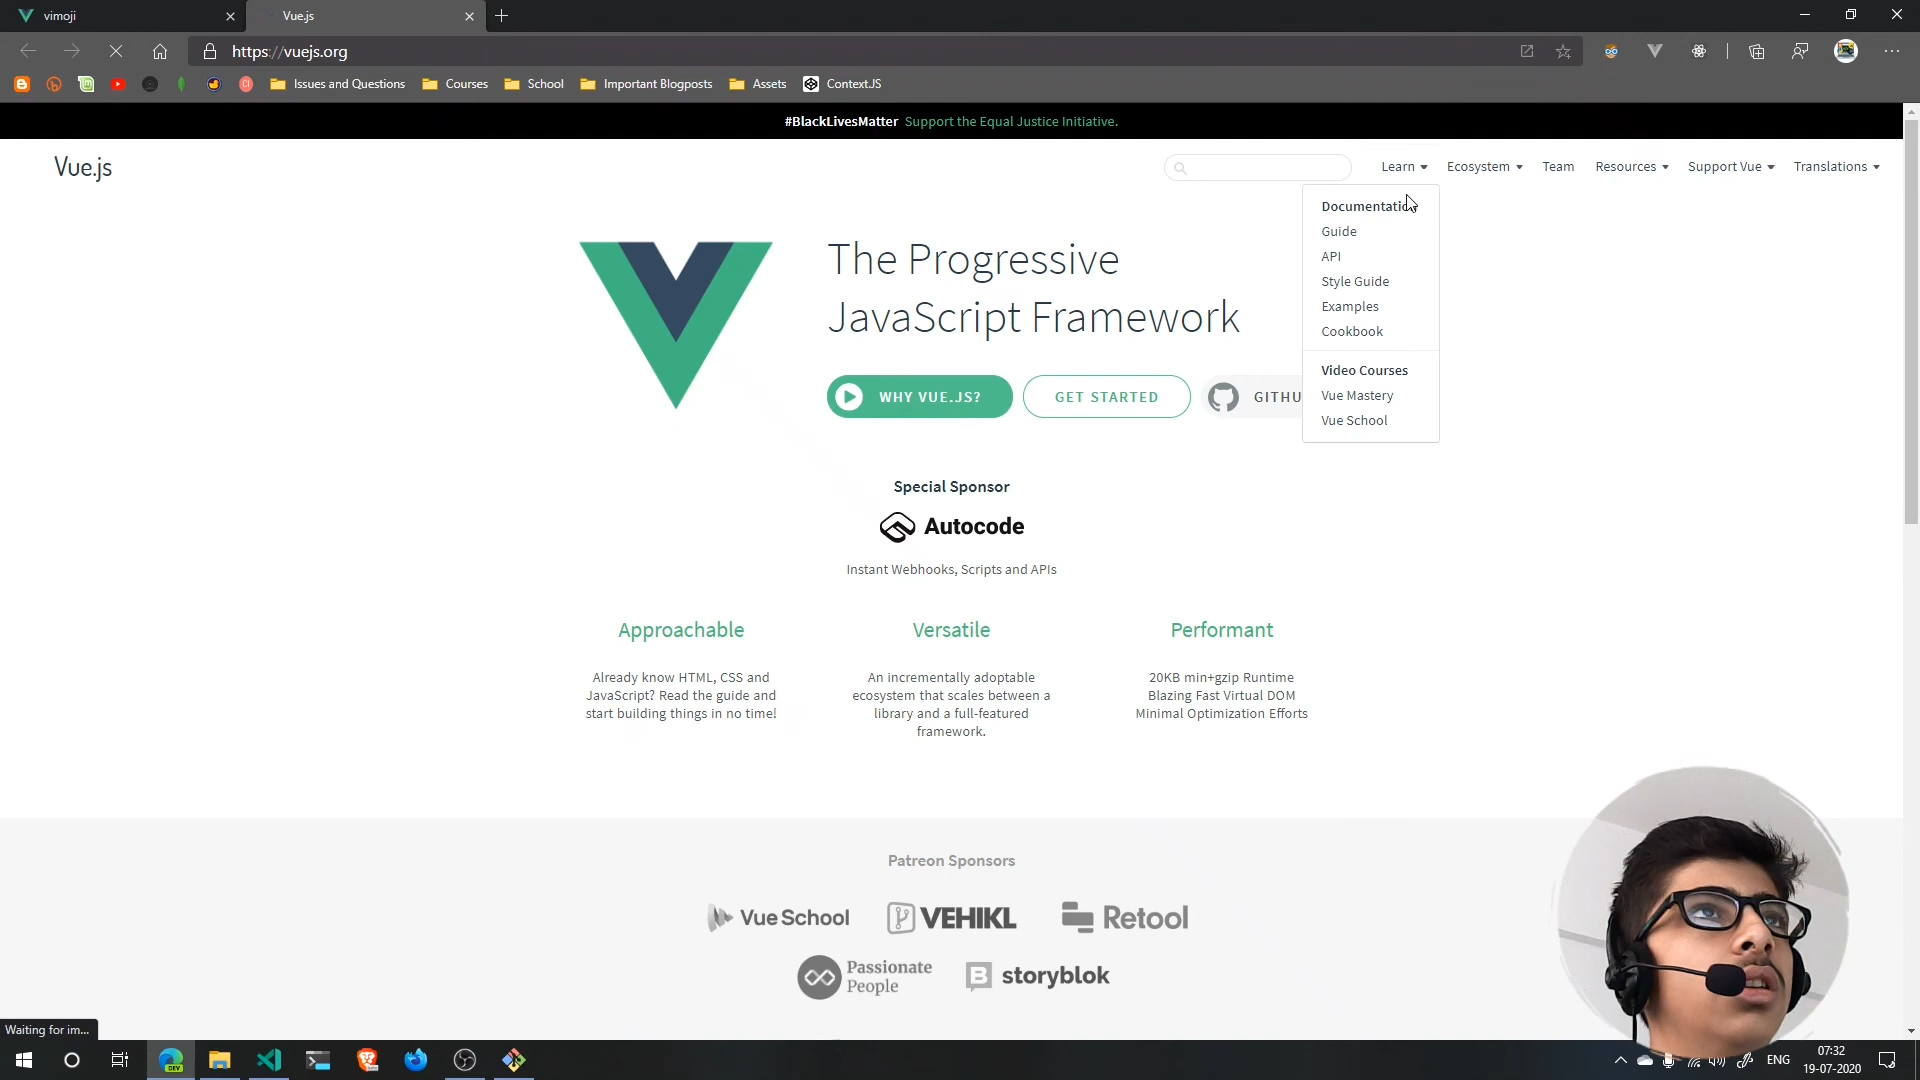 vimoji
Vue.js
https://vuejs.org
Issues and Questions
Courses
School
Important Blogposts
Assets
ContextJS
#BlackLivesMatter Support the Equal Justice Initiative.
Vue.js
Learn
Ecosystem
Team
Resources
Support Vue
Translations
Documentation
Guide
API
Style Guide
Examples
Cookbook
Video Courses
Vue Mastery
Vue School
The Progressive
JavaScript Framework
WHY VUE.JS?
GET STARTED
GITHU
Special Sponsor
Autocode
Instant Webhooks, Scripts and APIs
Approachable
Already know HTML, CSS and
JavaScript? Read the guide and
start building things in no time!
Versatile
An incrementally adoptable
ecosystem that scales between a
library and a full-featured
framework.
Performant
20KB min+gzip Runtime
Blazing Fast Virtual DOM
Minimal Optimization Efforts
Patreon Sponsors
Vue School
VEHIKL
Retool
Passionate
People
storyblok
Waiting for im...
DEV
ENG
07:32
19-07-2020